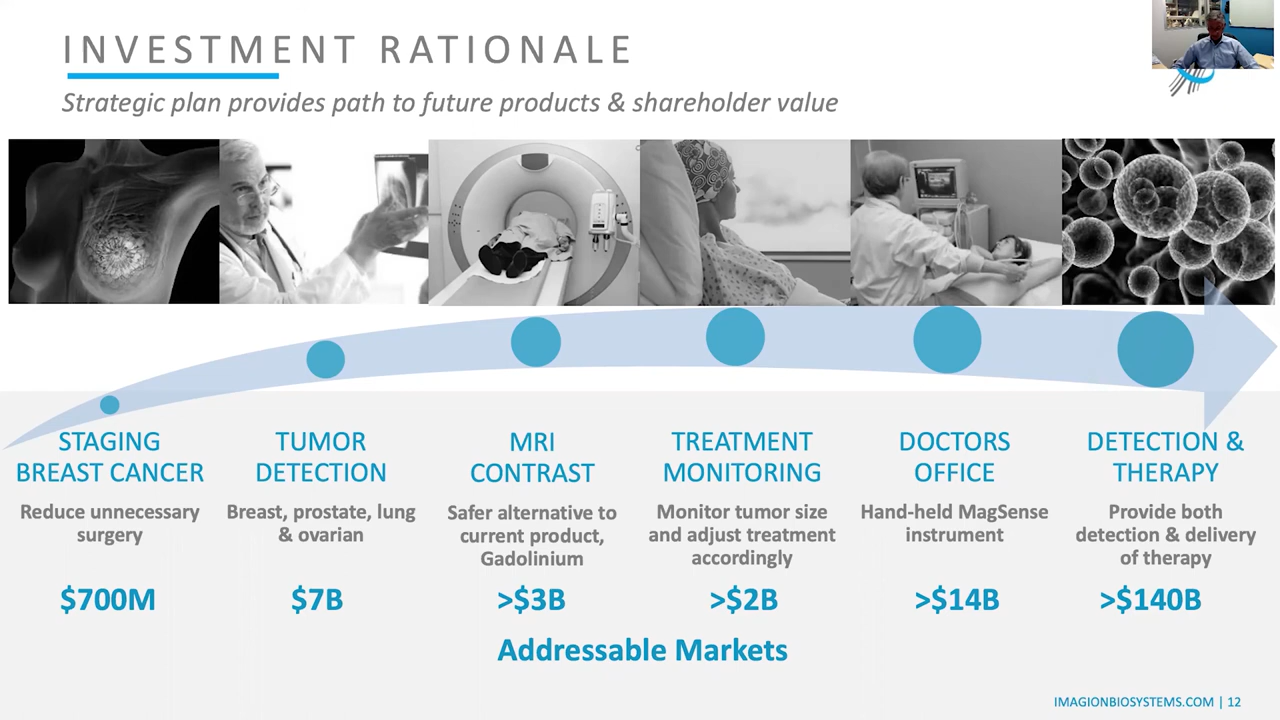 INVESTMENT RATIONALE
Strategic plan provides path to future products & shareholder value
STAGING
BREAST CANCER
Reduce unnecessary
surgery
$700M
TUMOR
DETECTION
Breast, prostate, lung
& ovarian
$7B
MRI
CONTRAST
Safer alternative to
current product,
Gadolinium
>$3B
TREATMENT
MONITORING
Monitor tumor size
and adjust treatment
accordingly
>$2B
DOCTORS
OFFICE
Hand-held MagSense
instrument
>$14B
DETECTION &
THERAPY
Provide both
detection & delivery
of therapy
>$140B
Addressable Markets
IMAGIONBIOSYSTEMS.COM | 12